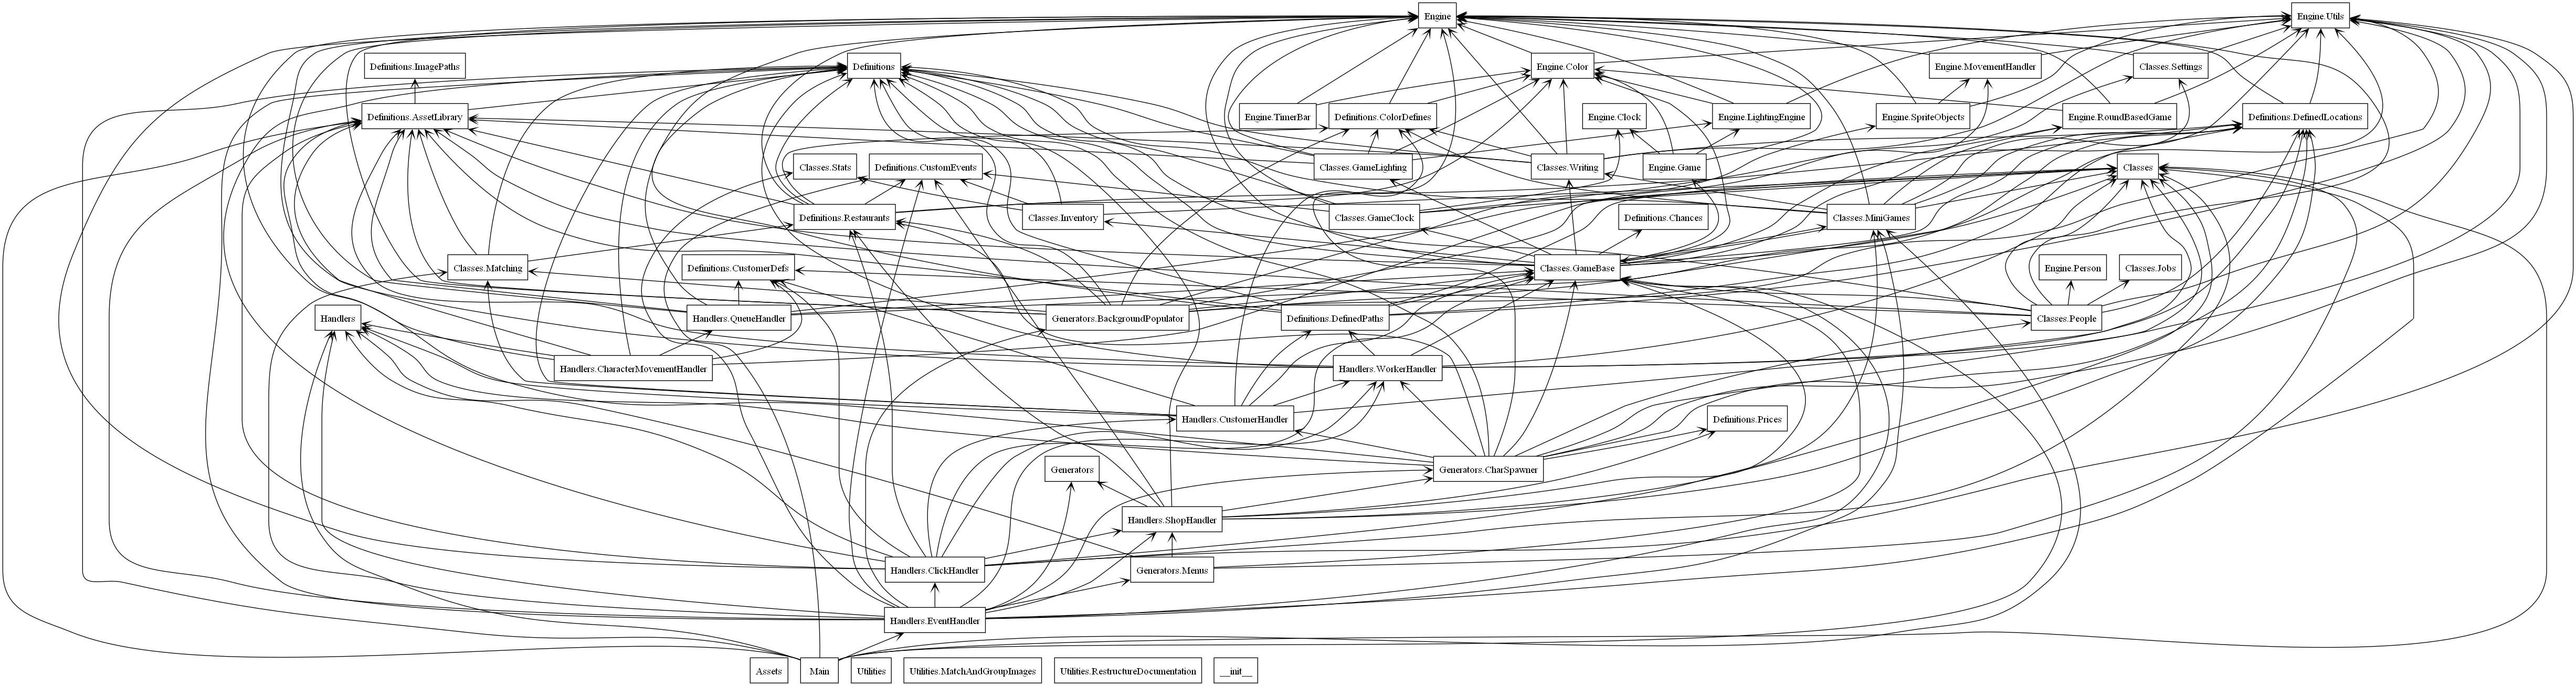 Engine
Engine.Utils
Definitions.ImagePaths
Definitions
Engine.Color
Engine.MovementHandler
Classes.Settings
Definitions.AssetLibrary
Engine.TimerBar
Definitions.ColorDefines
Engine.Clock
Engine.LightingEngine
Engine.SpriteObjects
Engine.RoundBasedGame
Definitions.DefinedLocations
Classes.Stats
Definitions.CustomEvents
Classes.GameLighting
Classes.Writing
Engine.Game
Classes
Definitions.Restaurants
Classes.Inventory
Classes.GameClock
Definitions.Chances
Classes.MiniGames
Classes.Matching
Definitions.CustomerDefs
Classes.GameBase
Engine.Person
Classes.Jobs
Handlers
Handlers.QueueHandler
Generators.BackgroundPopulator
Definitions.DefinedPaths
Classes.People
Handlers.CharacterMovementHandler
Handlers.WorkerHandler
Handlers.CustomerHandler
Definitions.Prices
Generators
Generators.CharSpawner
Handlers.ShopHandler
Handlers.ClickHandler
Generators.Menus
Handlers.EventHandler
Assets
Main
Utilities
Utilities.MatchAndGroupImages
Utilities.RestructureDocumentation
__init__